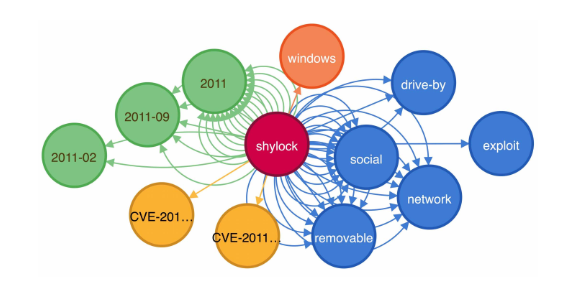 windows
2011
drive-by
2011-09
shylock
exploit
2011-02
social
network
CVE-201...
CVE-2011...
removable